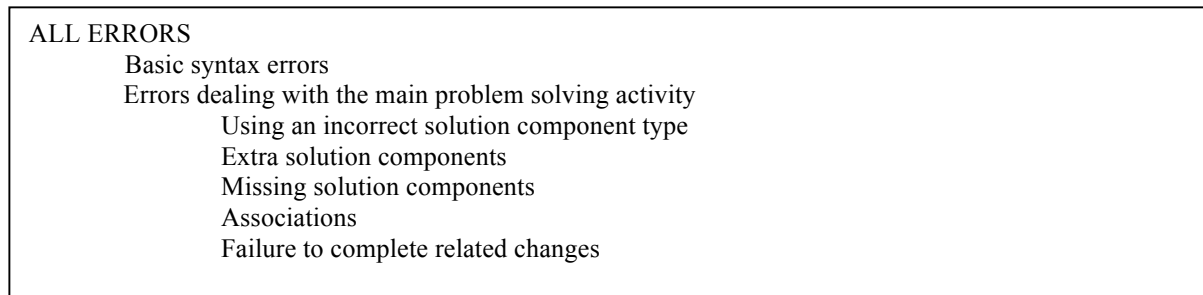 ALL ERRORS
Basic syntax errors
Errors dealing with the main problem solving activity
Using an incorrect solution component type
Extra solution components
Missing solution components
Associations
Failure to complete related changes